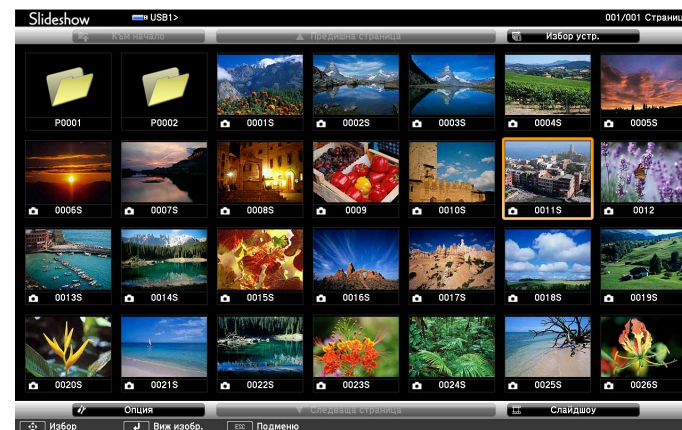 Slideshow USB1> 001/001 Страниц
Към начало ▲ Предишна страница Избор устр.
P0001 P0002 0001S 0002S 0003S 0004S 0005S
0006S 0007S 0008S 0009 0010S 0011S 0012
0013S 0014S 0015S 0016S 0017S 0018S 0019S
0020S 0021S 0022S 0023S 0024S 0025S 0026S
Опция ▼ Следваща страница Слайдшоу
Избор Виж изобр. ESC Подменю